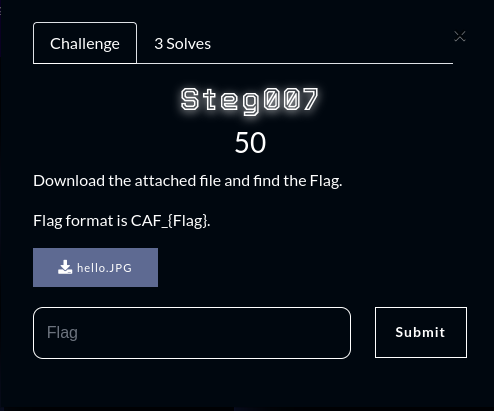 Challenge
3 Solves
Steg007
50
Download the attached file and find the Flag.
Flag format is CAF_{Flag}.
hello.JPG
Flag
Submit